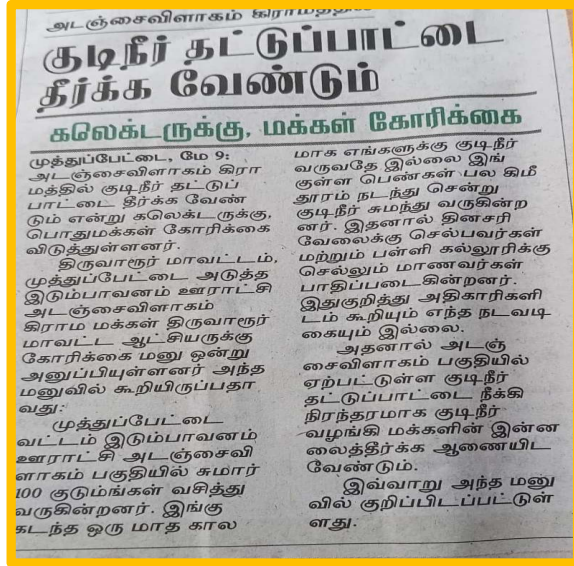 அடஞ்சைவிளாகம் கிராமத்தில்
குடிநீர் தட்டுப்பாட்டை
தீர்க்க வேண்டும்
கலெக்டருக்கு, மக்கள் கோரிக்கை
முத்துப்பேட்டை, மே 9:
அடஞ்சைவிளாகம் கிரா
மத்தில் குடிநீர் தட்டுப்
பாட்டை தீர்க்க வேண்
டும் என்று கலெக்டருக்கு,
பொதுமக்கள் கோரிக்கை
விடுத்துள்ளனர்.
திருவாரூர் மாவட்டம்,
முத்துப்பேட்டை அடுத்த
இடும்பாவனம் ஊராட்சி
அடஞ்சைவிளாகம்
கிராம மக்கள் திருவாரூர்
மாவட்ட ஆட்சியருக்கு
கோரிக்கை மனு ஒன்று
அனுப்பியுள்ளனர் அந்த
மனுவில் கூறியிருப்பதா
வது:
முத்துப்பேட்டை
வட்டம் இடும்பாவனம்
ஊராட்சி அடஞ்சைவி
ளாகம் பகுதியில் சுமார்
100 குடும்ங்கள் வசித்து
வருகின்றனர். இங்கு
கடந்த ஒரு மாத கால
மாக எங்களுக்கு குடிநீர்
வருவதே இல்லை இங்
குள்ள பெண்கள் பல கிமீ
தூரம் நடந்து சென்று
குடிநீர் சுமந்து வருகின்ற
னர். இதனால் தினசரி
வேலைக்கு செல்பவர்கள்
மற்றும் பள்ளி கல்லூரிக்கு
செல்லும் மாணவர்கள்
பாதிப்படைகின்றனர்.
இதுகுறித்து அதிகாரிகளி
டம் கூறியும் எந்த நடவடி
கையும் இல்லை.
அதனால் அடஞ்
சைவிளாகம் பகுதியில்
ஏற்பட்டுள்ள குடிநீர்
தட்டுப்பாட்டை நீக்கி
நிரந்தரமாக குடிநீர்
வழங்கி மக்களின் இன்ன
லைத்தீர்க்க ஆணையிட
வேண்டும்.
இவ்வாறு அந்த மனு
வில் குறிப்பிடப்பட்டுள்
ளது.